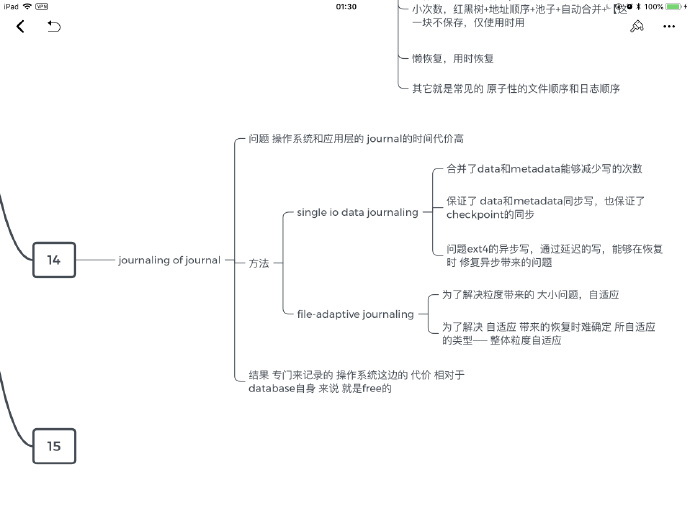 iPad VPN 01:30 100%
小次数，红黑树+地址顺序+池子+自动合并+【这
一块不保存，仅使用时用
懒恢复，用时恢复
其它就是常见的 原子性的文件顺序和日志顺序
问题 操作系统和应用层的 journal的时间代价高
合并了data和metadata能够减少写的次数
保证了 data和metadata同步写，也保证了
checkpoint的同步
single io data journaling
问题ext4的异步写，通过延迟的写，能够在恢复
时 修复异步带来的问题
14
journaling of journal
方法
为了解决粒度带来的 大小问题，自适应
file-adaptive journaling
为了解决 自适应 带来的恢复时难确定 所自适应
的类型—— 整体粒度自适应
结果 专门来记录的 操作系统这边的 代价 相对于
database自身 来说 就是free的
15